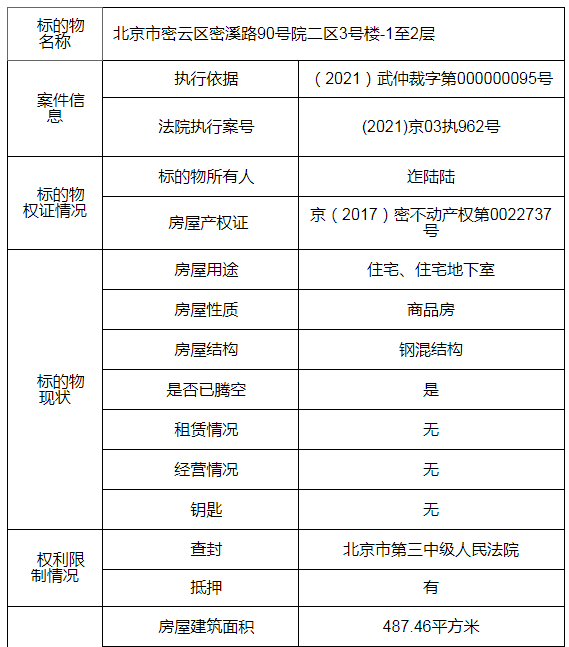 标的物
名称
北京市密云区密溪路90号院二区3号楼-1至2层
案件信
息
执行依据
（2021）武仲裁字第000000095号
法院执行案号
(2021)京03执962号
标的物
权证情况
标的物所有人
迮陆陆
房屋产权证
京（2017）密不动产权第0022737
号
标的物
现状
房屋用途
住宅、住宅地下室
房屋性质
商品房
房屋结构
钢混结构
是否已腾空
是
租赁情况
无
经营情况
无
钥匙
无
权利限
制情况
查封
北京市第三中级人民法院
抵押
有
房屋建筑面积
487.46平方米